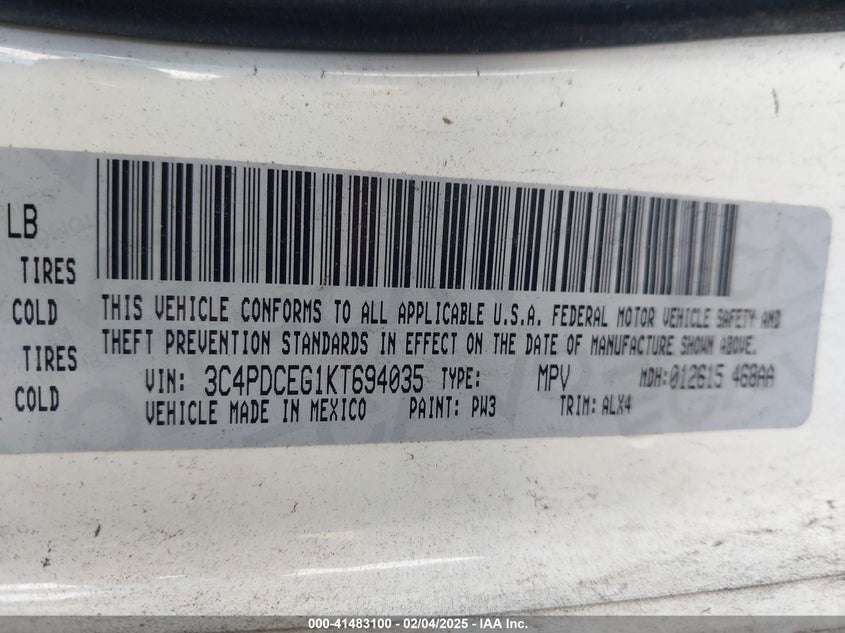 LB
TIRES
COLD
TIRES
COLD
THIS VEHICLE CONFORMS TO ALL APPLICABLE U.S.A. FEDERAL MOTOR VEHICLE SAFETY AND
THEFT PREVENTION STANDARDS IN EFFECT ON THE DATE OF MANUFACTURE SHOWN ABOVE.
VIN: 3C4PDCEG1KT694035 TYPE: MPV MDH:012615 468AA
VEHICLE MADE IN MEXICO PAINT: PW3 TRIM: ALX4
000-41483100 - 02/04/2025 - IAA Inc.